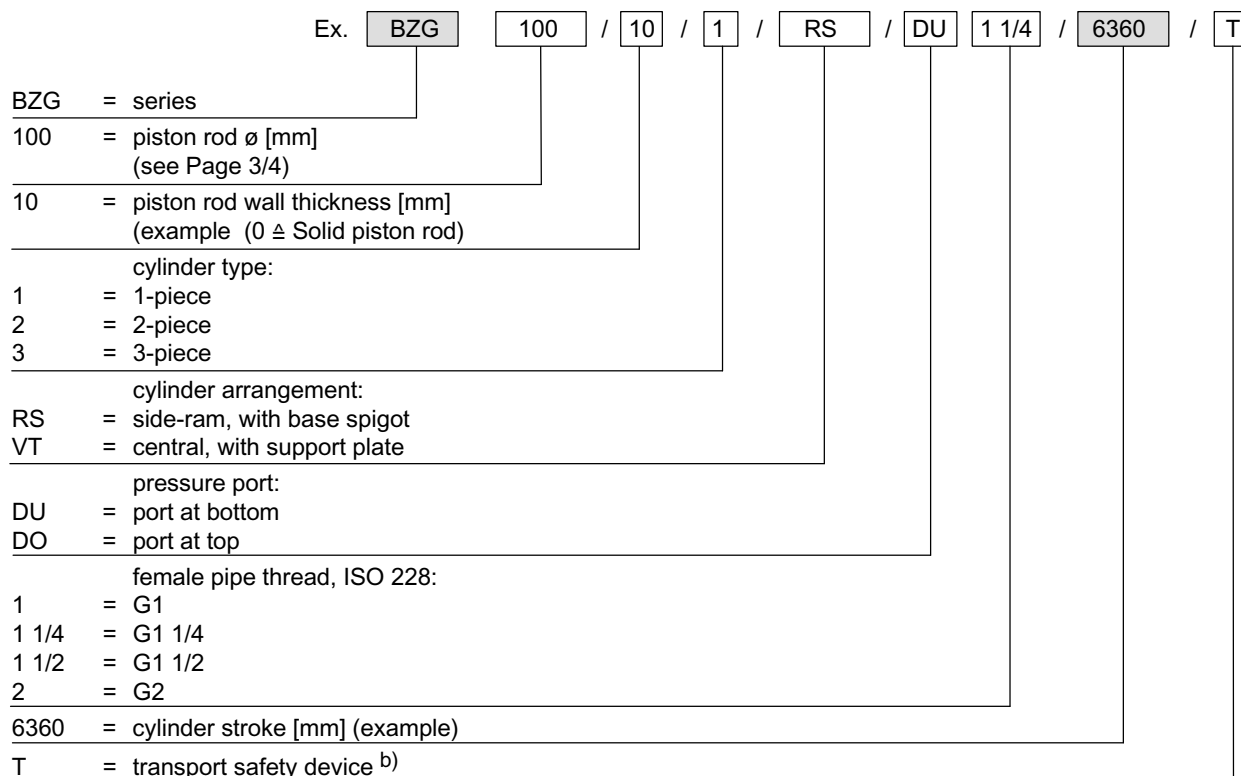 Ex. BZG 100 / 10 / 1 / RS / DU 1 1/4 / 6360 / T
BZG = series
100 = piston rod ø [mm]
(see Page 3/4)
10 = piston rod wall thickness [mm]
(example (0 ≙ Solid piston rod)
cylinder type:
1 = 1-piece
2 = 2-piece
3 = 3-piece
cylinder arrangement:
RS = side-ram, with base spigot
VT = central, with support plate
pressure port:
DU = port at bottom
DO = port at top
female pipe thread, ISO 228:
1 = G1
1 1/4 = G1 1/4
1 1/2 = G1 1/2
2 = G2
6360 = cylinder stroke [mm] (example)
T = transport safety device b)